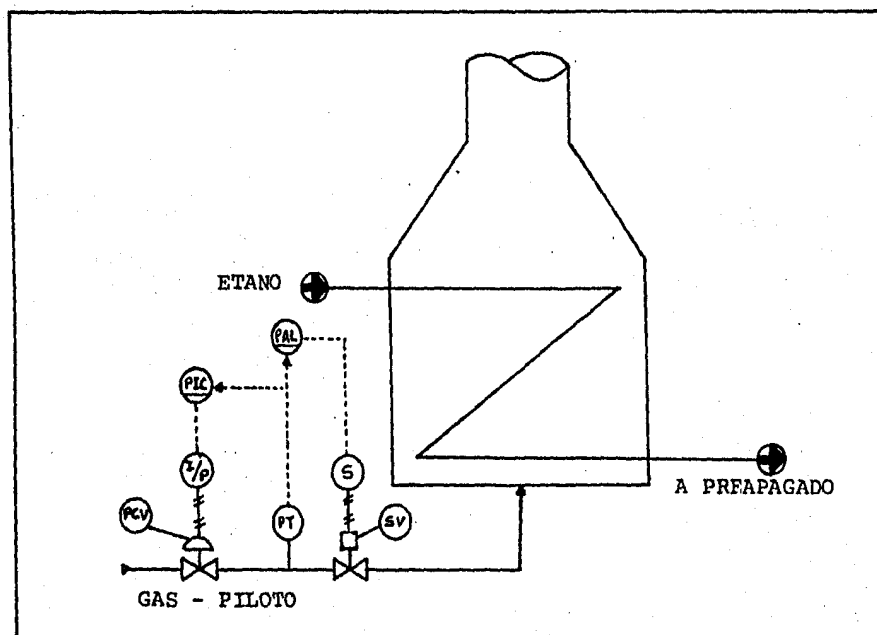 ETANO
PAL
PIC
I/P
S
PCV
PT
SV
A PREAPAGADO
GAS - PILOTO